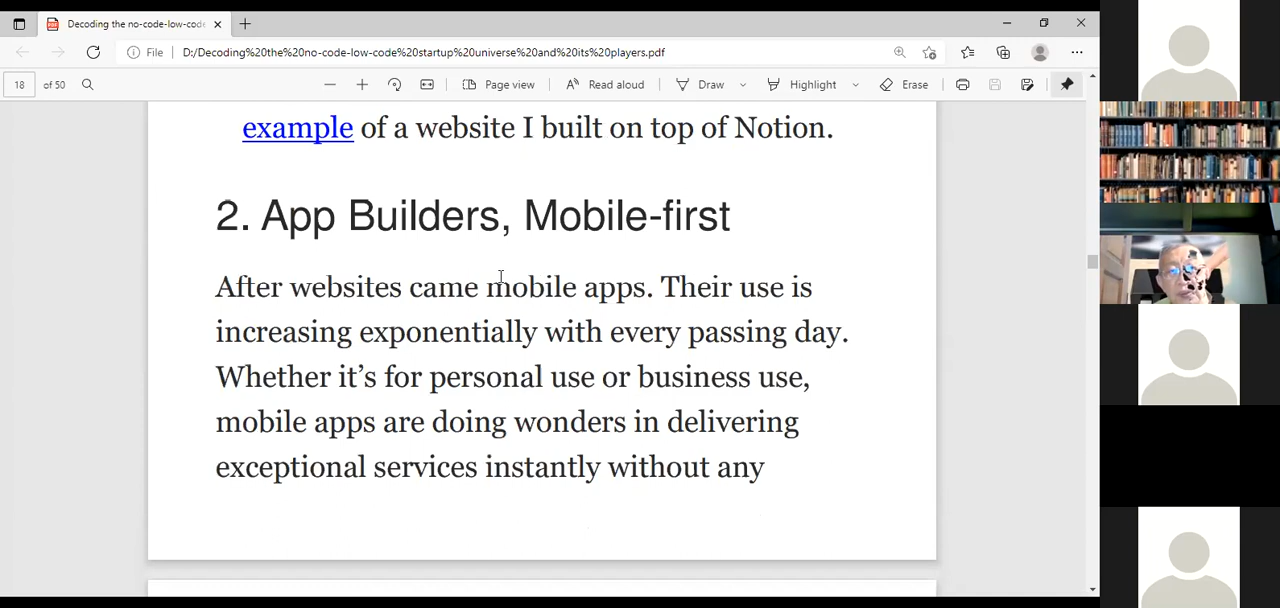 Decoding the no-code-low-code
File D:/Decoding%20the%20no-code-low-code%20startup%20universe%20and%20its%20players.pdf
18 of 50 Page view Read aloud Draw Highlight Erase
example of a website I built on top of Notion.
2. App Builders, Mobile-first
After websites came mobile apps. Their use is
increasing exponentially with every passing day.
Whether it’s for personal use or business use,
mobile apps are doing wonders in delivering
exceptional services instantly without any